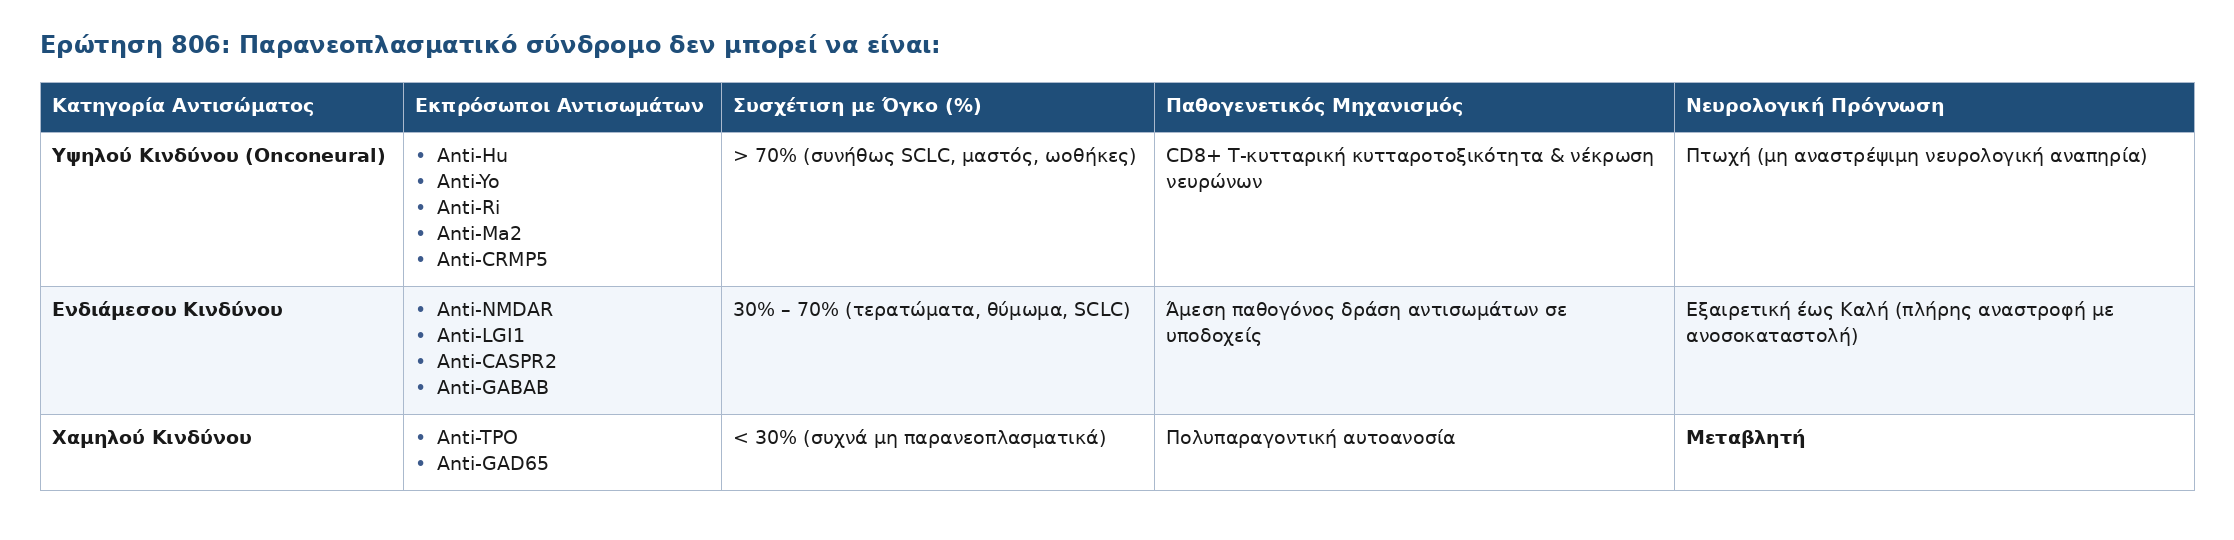 Ερώτηση 806: Παρανεοπλασματικό σύνδρομο δεν μπορεί να είναι:
Κατηγορία Αντισώματος
Εκπρόσωποι Αντισωμάτων
Συσχέτιση με Όγκο (%)
Παθογενετικός Μηχανισμός
Νευρολογική Πρόγνωση
Υψηλού Κινδύνου (Onconeural)
• Anti-Hu
• Anti-Yo
• Anti-Ri
• Anti-Ma2
• Anti-CRMP5
> 70% (συνήθως SCLC, μαστός, ωοθήκες)
CD8+ Τ-κυτταρική κυτταροτοξικότητα & νέκρωση
νευρώνων
Πτωχή (μη αναστρέψιμη νευρολογική αναπηρία)
Ενδιάμεσου Κινδύνου
• Anti-NMDAR
• Anti-LGI1
• Anti-CASPR2
• Anti-GABAB
30% – 70% (τερατώματα, θύμωμα, SCLC)
Άμεση παθογόνος δράση αντισωμάτων σε
υποδοχείς
Εξαιρετική έως Καλή (πλήρης αναστροφή με
ανοσοκαταστολή)
Χαμηλού Κινδύνου
• Anti-TPO
• Anti-GAD65
< 30% (συχνά μη παρανεοπλασματικά)
Πολυπαραγοντική αυτοανοσία
Μεταβλητή